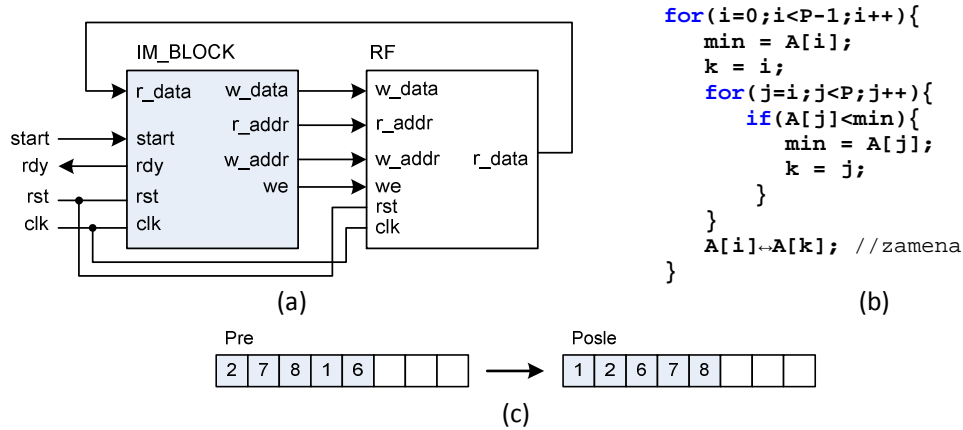 IM_BLOCK
RF
r_data
w_data
w_data
r_addr
r_addr
start
start
rdy
rdy
w_addr
w_addr
r_data
we
we
rst
rst
rst
clk
clk
clk
(a)
for(i=0;i<P-1;i++){
min = A[i];
k = i;
for(j=i;j<P;j++){
if(A[j]<min){
min = A[j];
k = j;
}
}
A[i]↔A[k]; //zamena
}
(b)
Pre
2 7 8 1 6
Posle
1 2 6 7 8
(c)